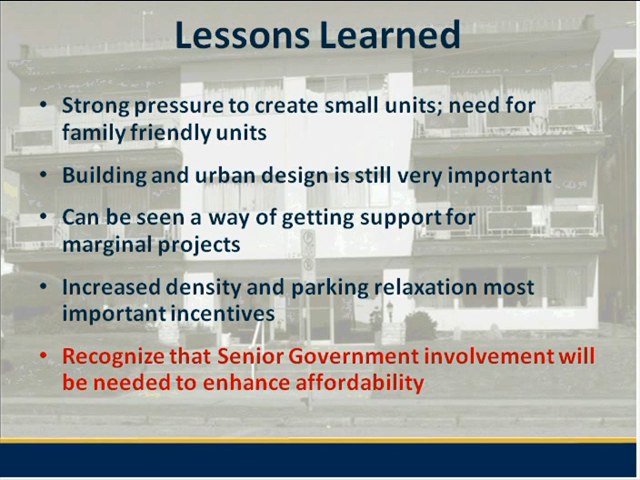 Lessons Learned
• Strong pressure to create small units; need for
family friendly units
• Building and urban design is still very important
• Can be seen a way of getting support for
marginal projects
• Increased density and parking relaxation most
important incentives
• Recognize that Senior Government involvement will
be needed to enhance affordability